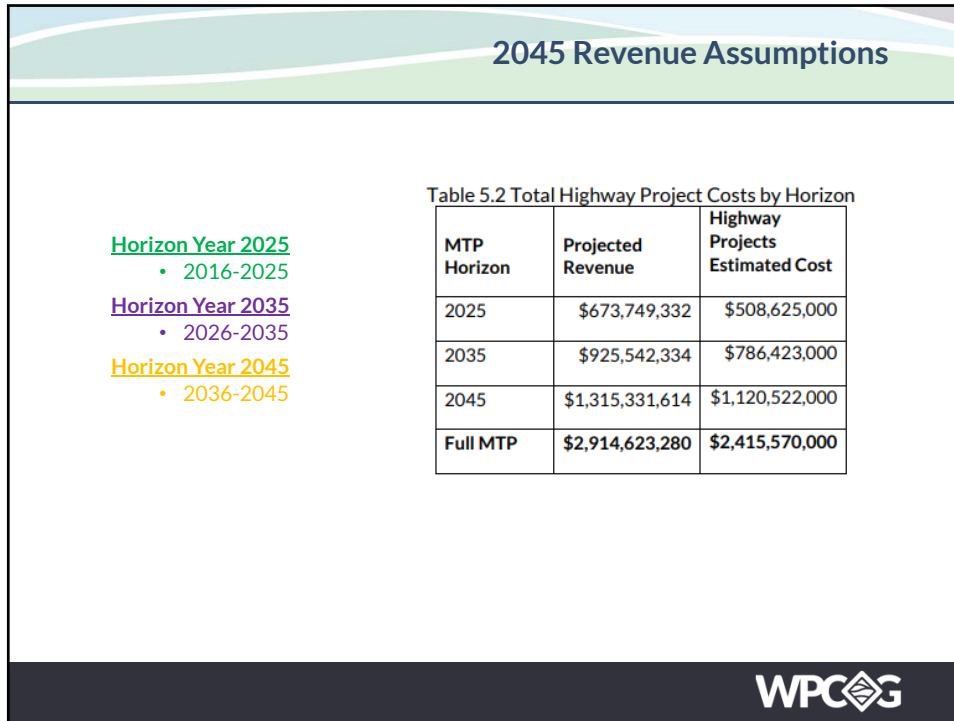 2045 Revenue Assumptions
Horizon Year 2025
• 2016-2025
Horizon Year 2035
• 2026-2035
Horizon Year 2045
• 2036-2045
Table 5.2 Total Highway Project Costs by Horizon
MTP Horizon Projected Revenue Highway Projects Estimated Cost
2025 $673,749,332 $508,625,000
2035 $925,542,334 $786,423,000
2045 $1,315,331,614 $1,120,522,000
Full MTP $2,914,623,280 $2,415,570,000
WPCOG